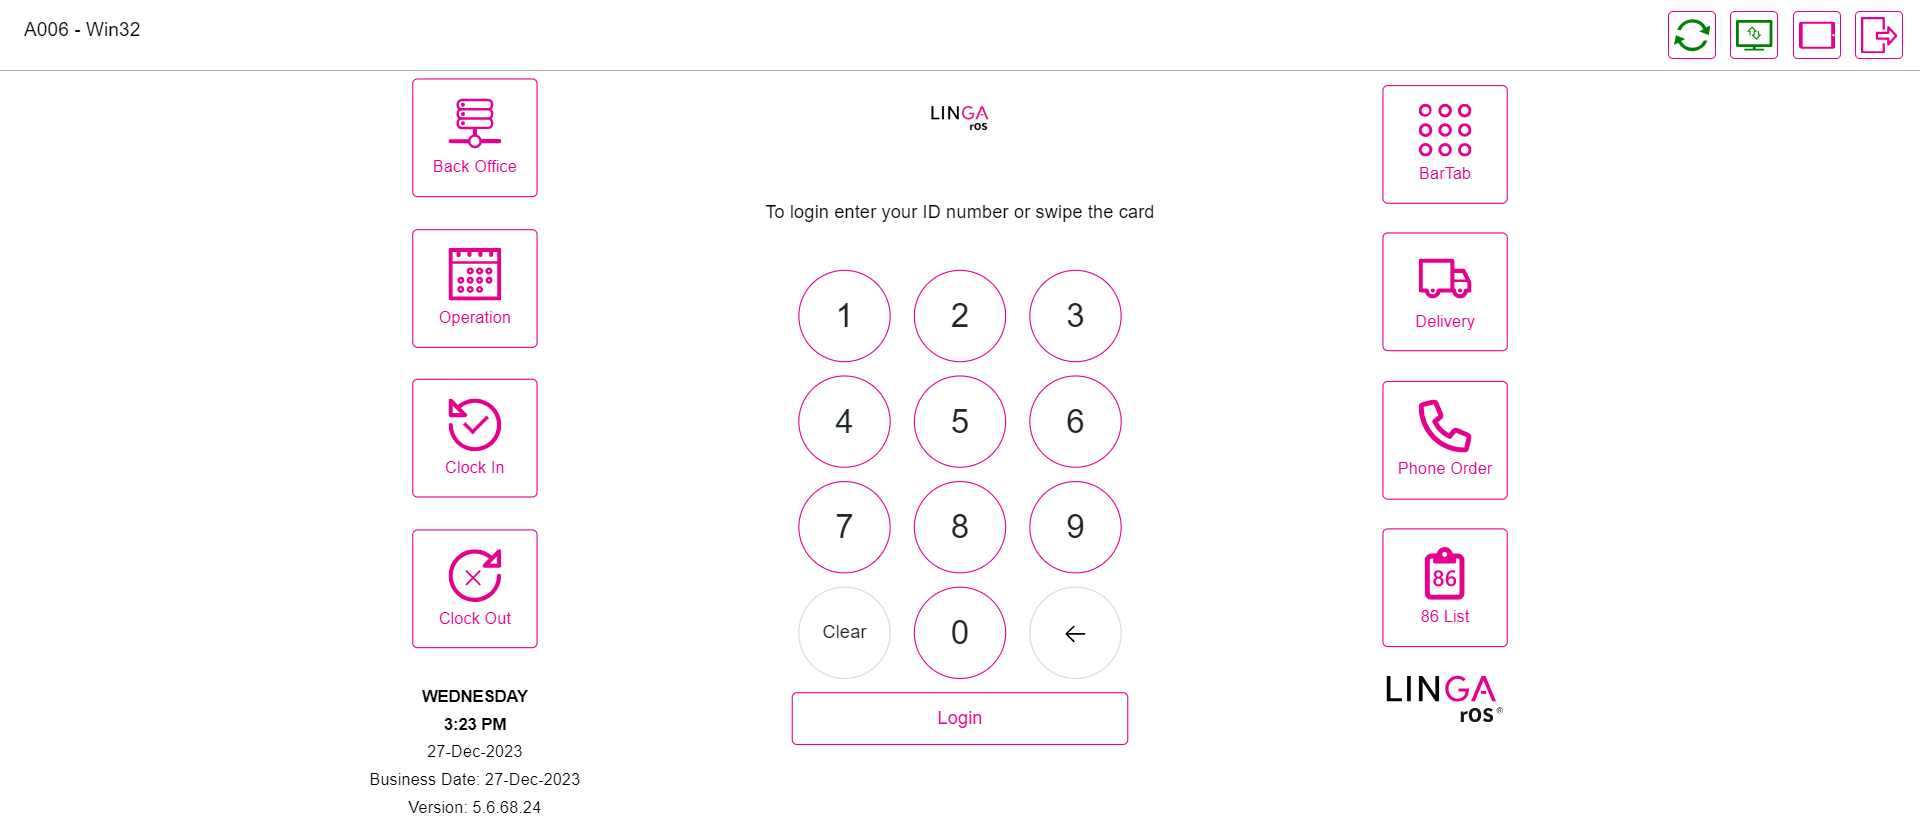 A006 - Win32
Back Office
Operation
Clock In
Clock Out
WEDNESDAY
3:23 PM
27-Dec-2023
Business Date: 27-Dec-2023
Version: 5.6.68.24
LINGA
rOS
To login enter your ID number or swipe the card
1 2 3
4 5 6
7 8 9
Clear 0 ←
Login
BarTab
Delivery
Phone Order
86
86 List
LINGA
rOS®